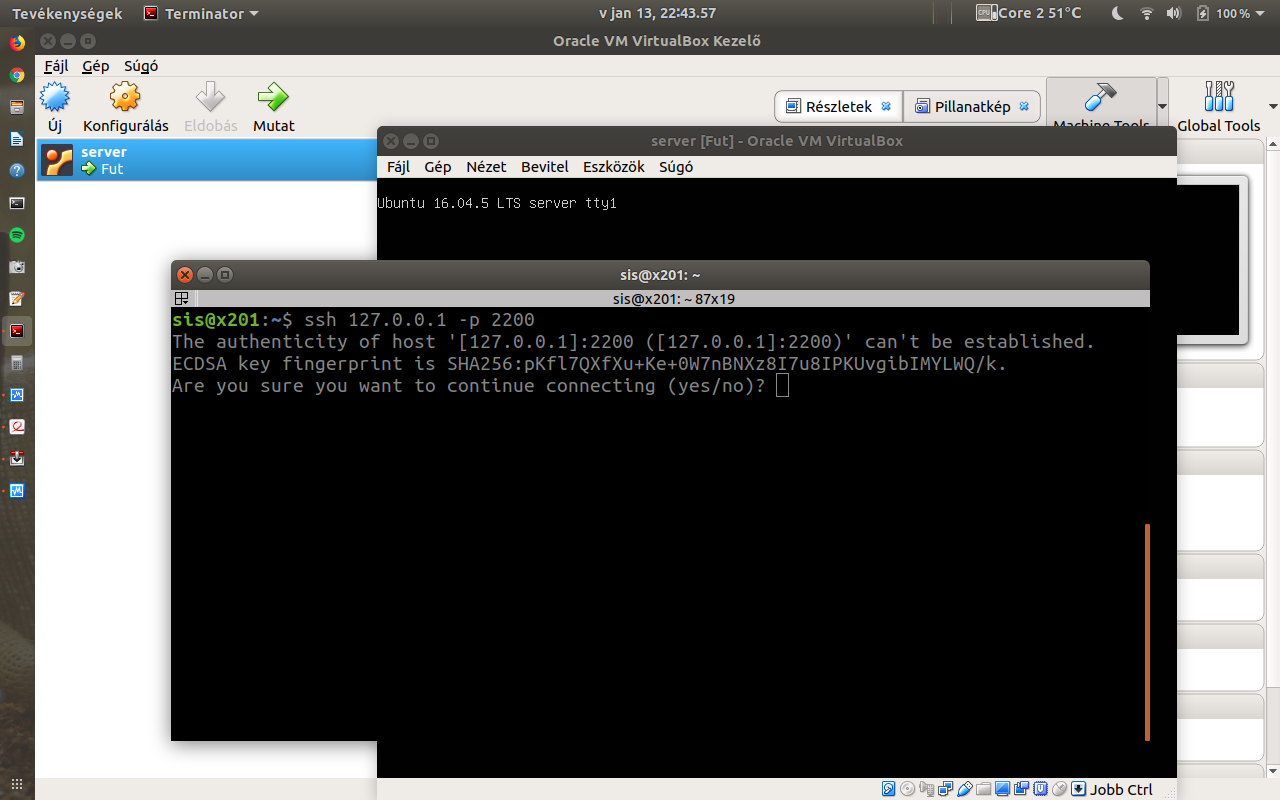 Tevékenységek Terminator v jan 13, 22:43.57 CPU Core 2 51°C 100 %
Oracle VM VirtualBox Kezelő
Fájl Gép Súgó
Új Konfigurálás Eldobás Mutat Részletek Pillanatkép Machine Tools Global Tools
server
Fut
server [Fut] - Oracle VM VirtualBox
Fájl Gép Nézet Bevitel Eszközök Súgó
Ubuntu 16.04.5 LTS server tty1
sis@x201: ~
sis@x201: ~ 87x19
sis@x201:~$ ssh 127.0.0.1 -p 2200
The authenticity of host '[127.0.0.1]:2200 ([127.0.0.1]:2200)' can't be established.
ECDSA key fingerprint is SHA256:pKfl7QXfXu+Ke+0W7nBNXz8I7u8IPKUvgibIMYLWQ/k.
Are you sure you want to continue connecting (yes/no)?
Jobb Ctrl